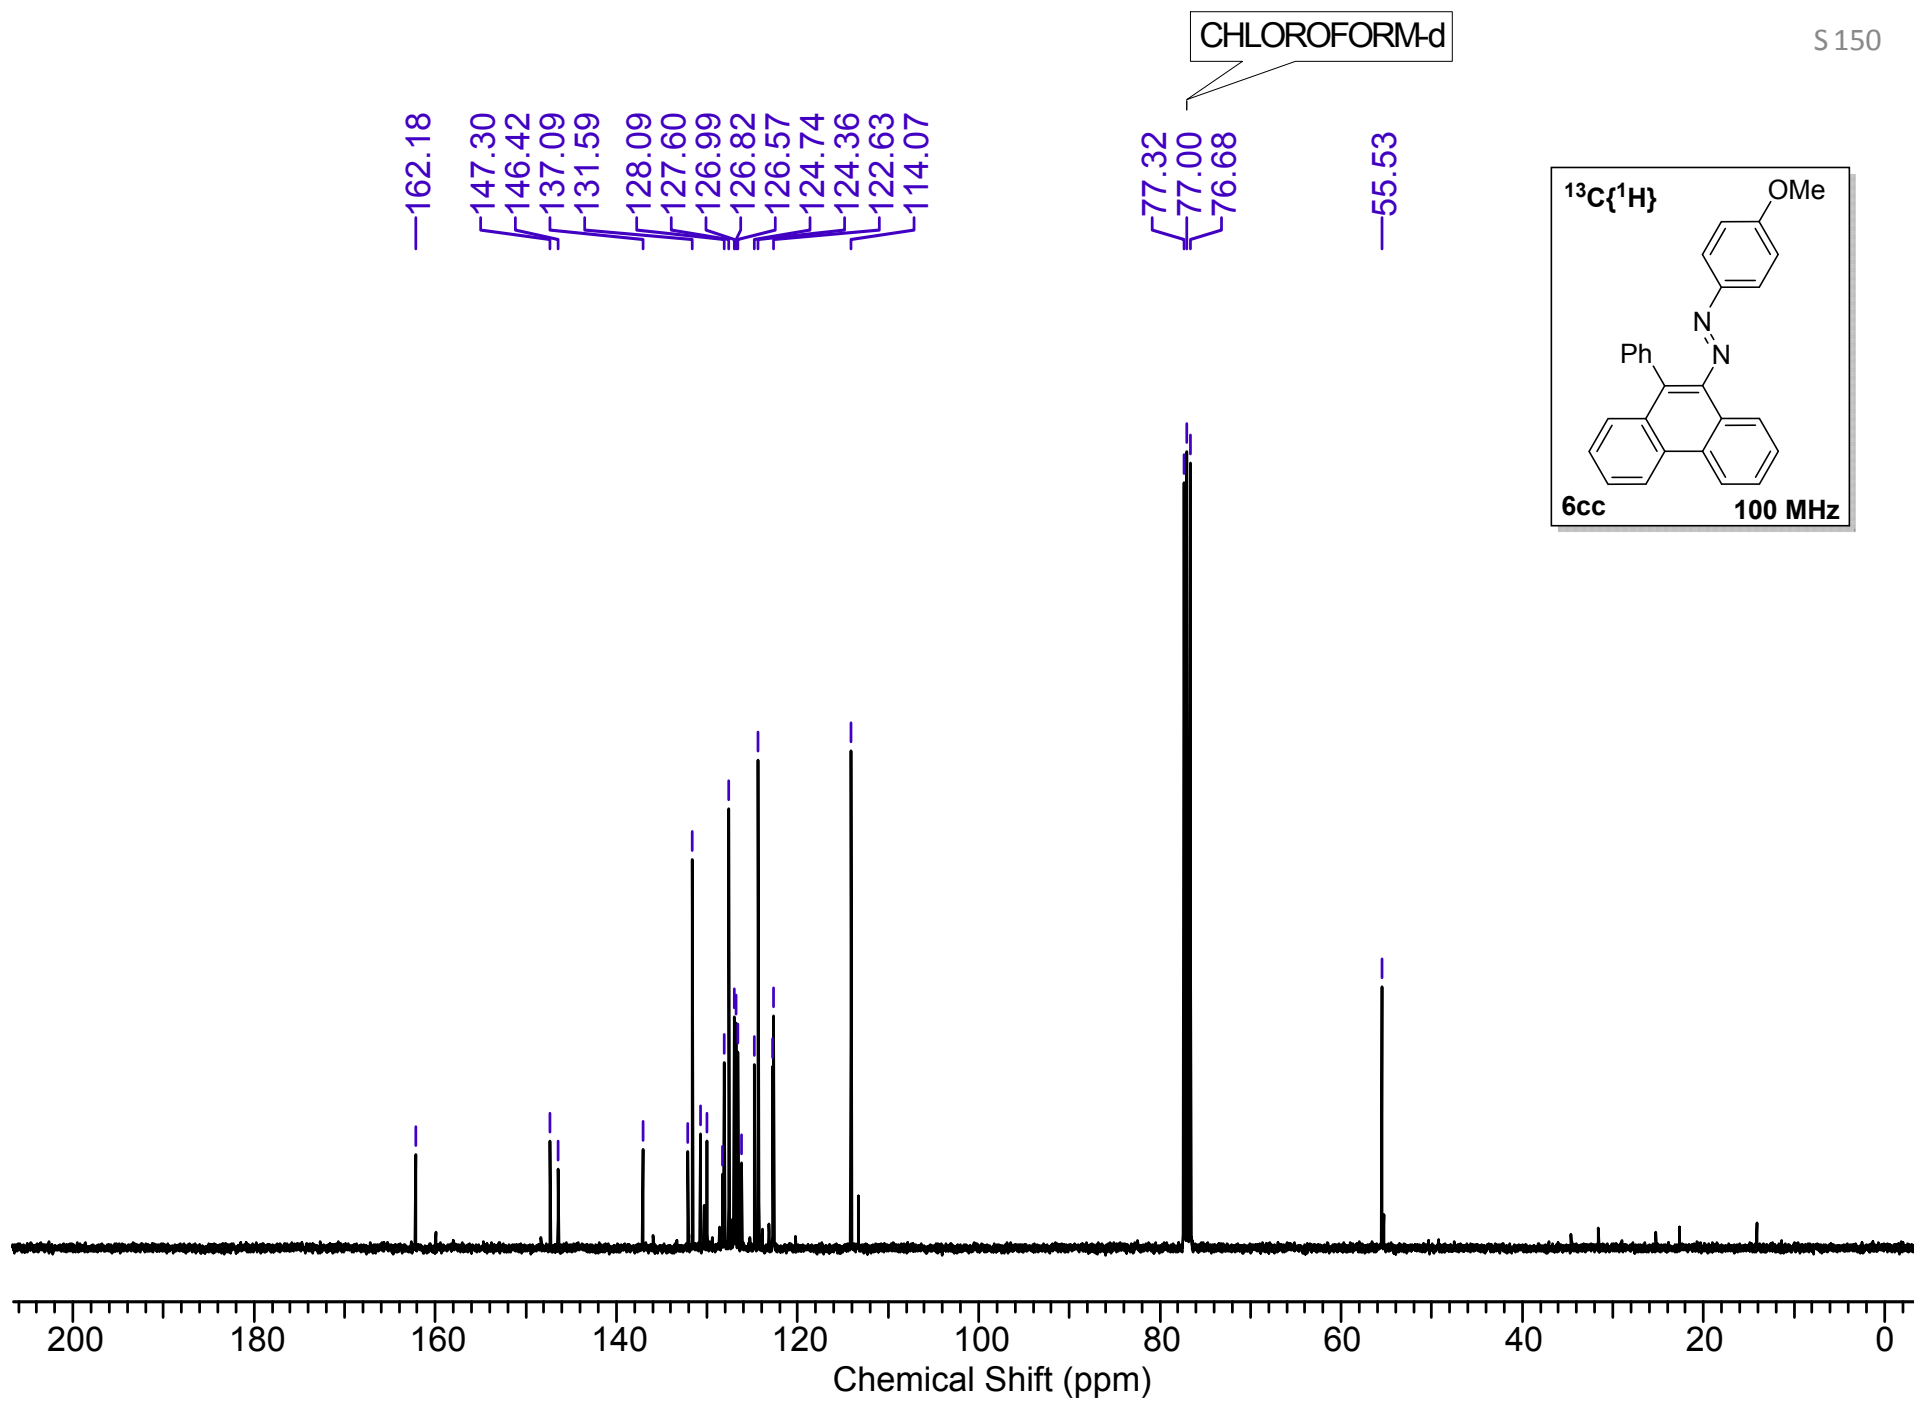 CHLOROFORM-d
S 150
162.18
147.30
146.42
137.09
131.59
128.09
127.60
126.99
126.82
126.57
124.74
124.36
122.63
114.07
77.32
77.00
76.68
55.53
¹³C{¹H}
OMe
N
N
Ph
6cc
100 MHz
200 180 160 140 120 100 80 60 40 20 0
Chemical Shift (ppm)